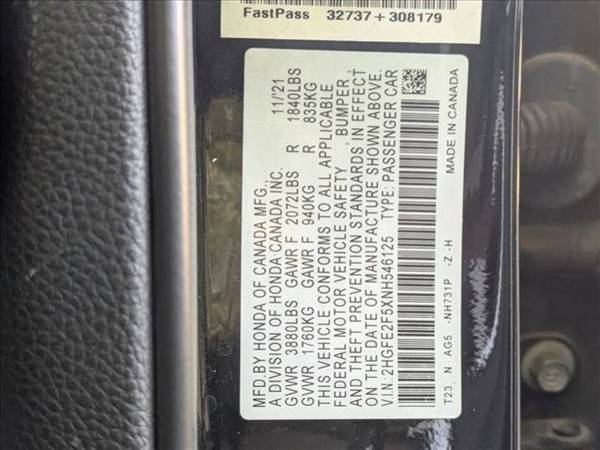 FastPass 32737+308179
MFD.BY HONDA OF CANADA MFG., 11/'21
A DIVISION OF HONDA CANADA INC.
GVWR 3880LBS GAWR F 2072LBS R 1840LBS
GVWR 1760KG GAWR F 940KG R 835KG
THIS VEHICLE CONFORMS TO ALL APPLICABLE
FEDERAL MOTOR VEHICLE SAFETY , BUMPER,
AND THEFT PREVENTION STANDARDS IN EFFECT
ON THE DATE OF MANUFACTURE SHOWN ABOVE.
V.I.N: 2HGFE2F5XNH546125 TYPE: PASSENGER CAR
T23 N AG5 -NH731P -Z -H MADE IN CANADA